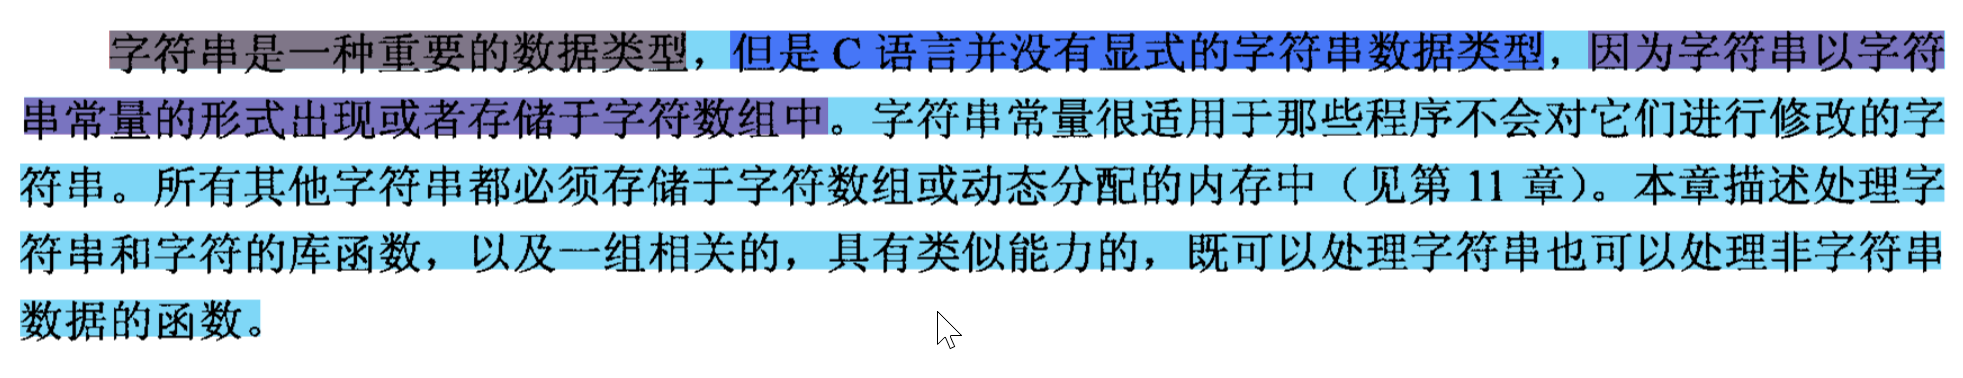 字符串是一种重要的数据类型，但是 C 语言并没有显式的字符串数据类型，因为字符串以字符
串常量的形式出现或者存储于字符数组中。字符串常量很适用于那些程序不会对它们进行修改的字
符串。所有其他字符串都必须存储于字符数组或动态分配的内存中（见第 11 章）。本章描述处理字
符串和字符的库函数，以及一组相关的，具有类似能力的，既可以处理字符串也可以处理非字符串
数据的函数。